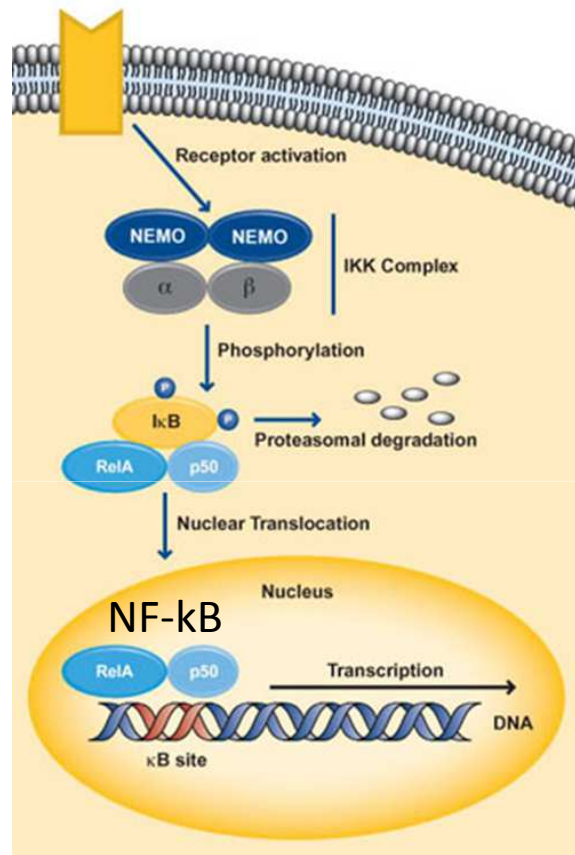 Receptor activation
NEMO NEMO
IKK Complex
α β
Phosphorylation
P
IκB P
Proteasomal degradation
RelA p50
Nuclear Translocation
Nucleus
NF-kB
RelA p50
Transcription
DNA
κB site